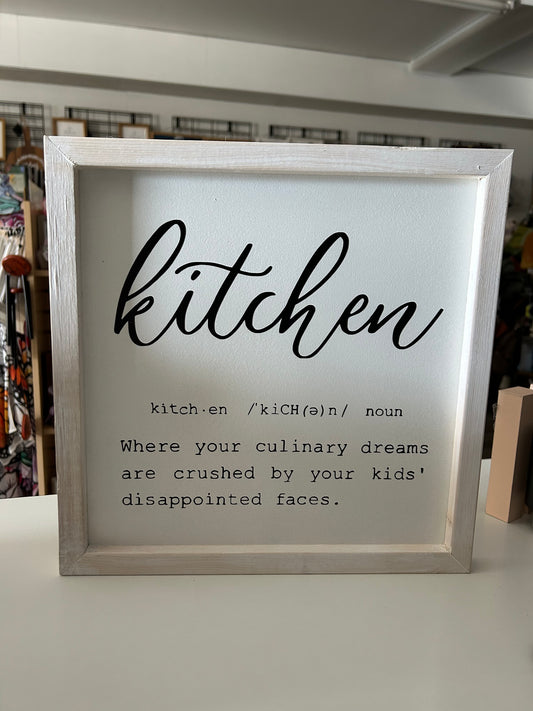 kitchen
kitch·en /ˈkiCH(ə)n/ noun
Where your culinary dreams
are crushed by your kids'
disappointed faces.